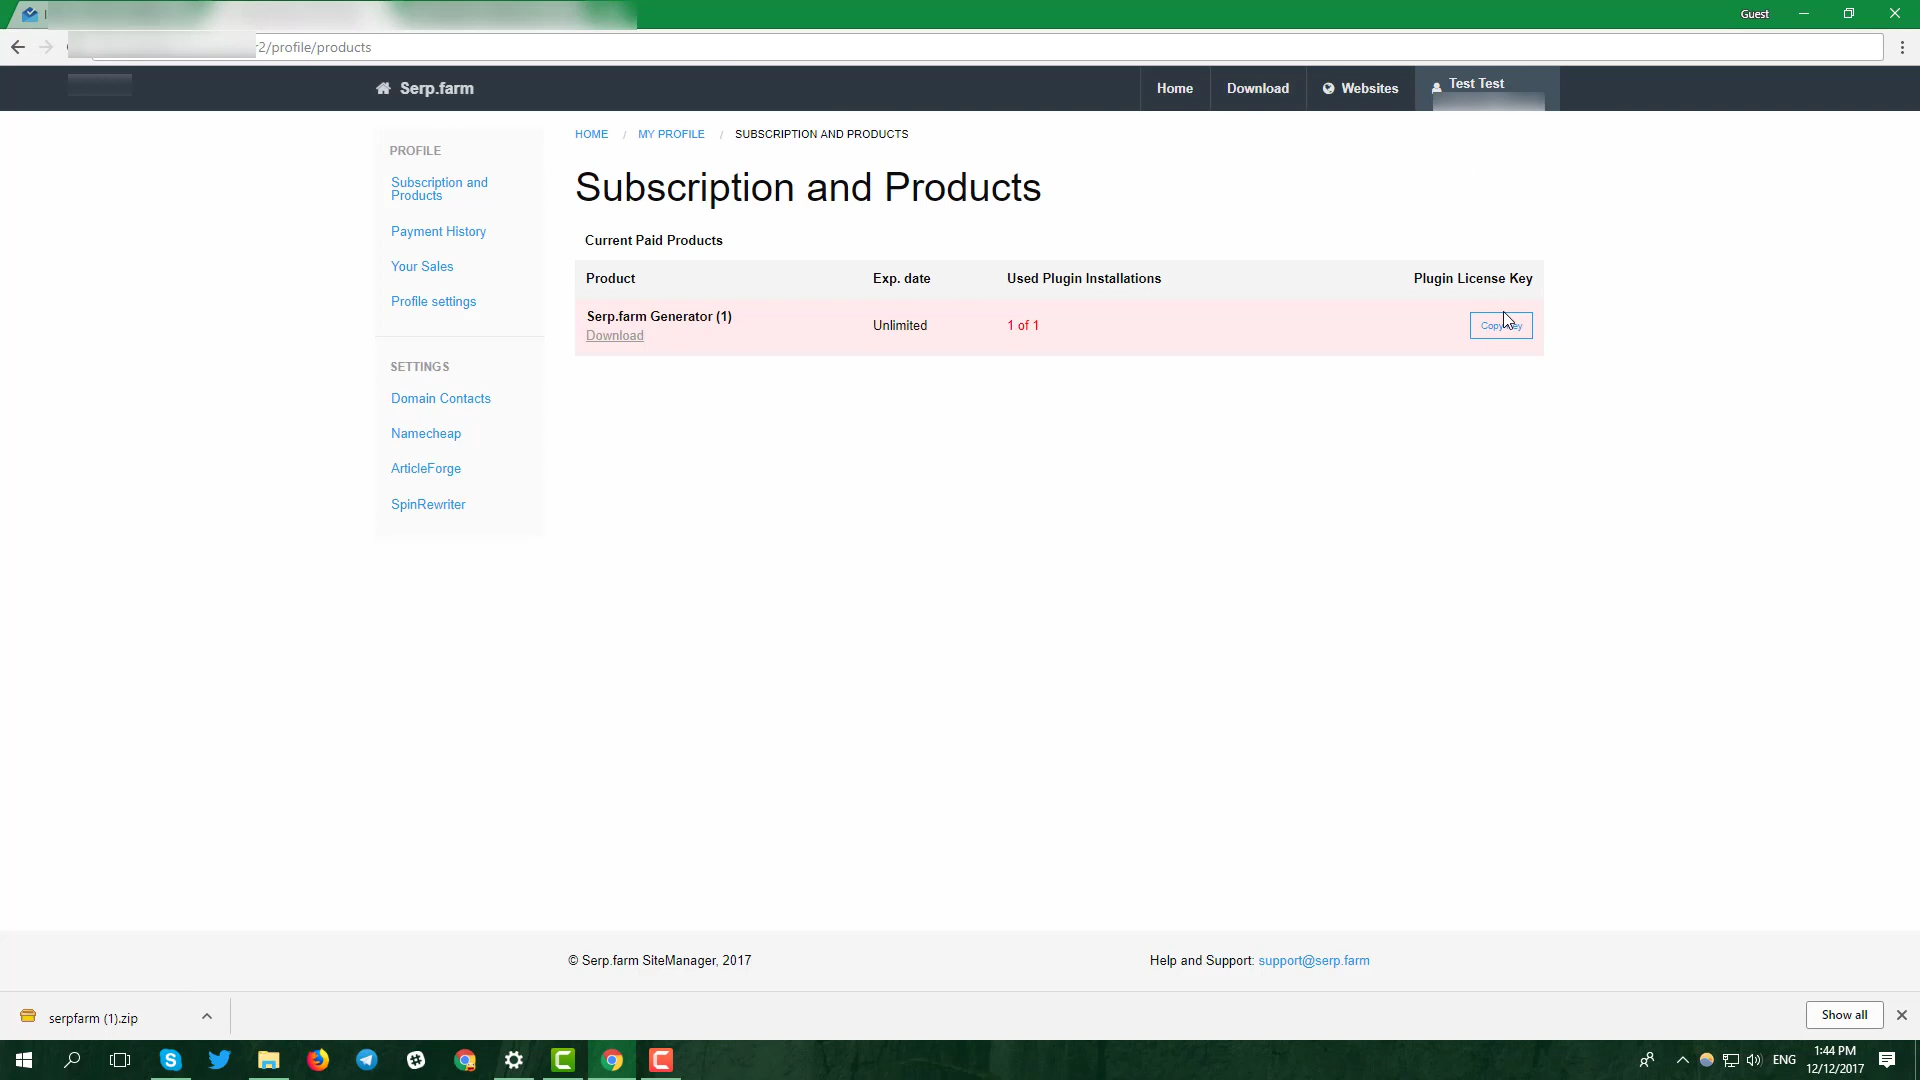 Guest
r2/profile/products
Serp.farm
Home
Download
Websites
Test Test
HOME / MY PROFILE / SUBSCRIPTION AND PRODUCTS
PROFILE
Subscription and
Products
Payment History
Your Sales
Profile settings
SETTINGS
Domain Contacts
Namecheap
ArticleForge
SpinRewriter
Subscription and Products
Current Paid Products
Product Exp. date Used Plugin Installations Plugin License Key
Serp.farm Generator (1)
Download
Unlimited
1 of 1
© Serp.farm SiteManager, 2017
Help and Support: support@serp.farm
serpfarm (1).zip
Show all
ENG
1:44 PM
12/12/2017